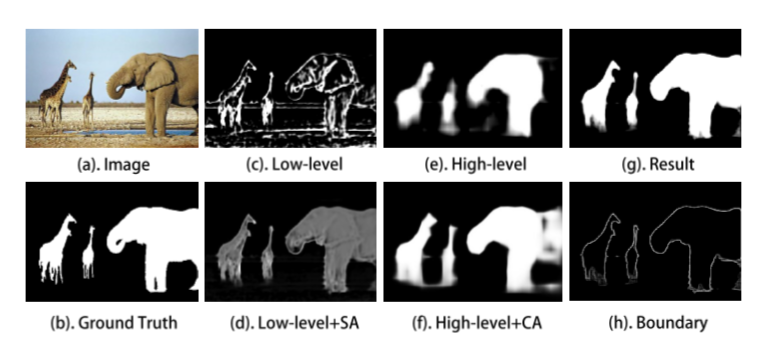 (a). Image
(c). Low-level
(e). High-level
(g). Result
(b). Ground Truth
(d). Low-level+SA
(f). High-level+CA
(h). Boundary